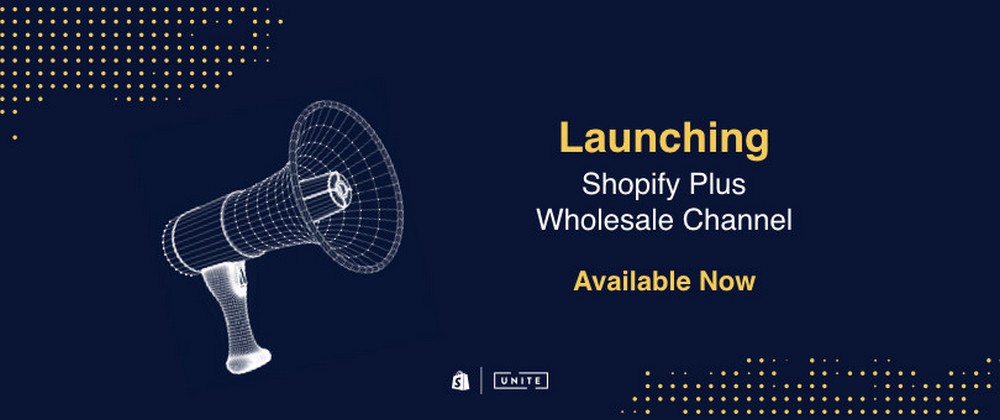 Launching
Shopify Plus
Wholesale Channel
Available Now
UNITE